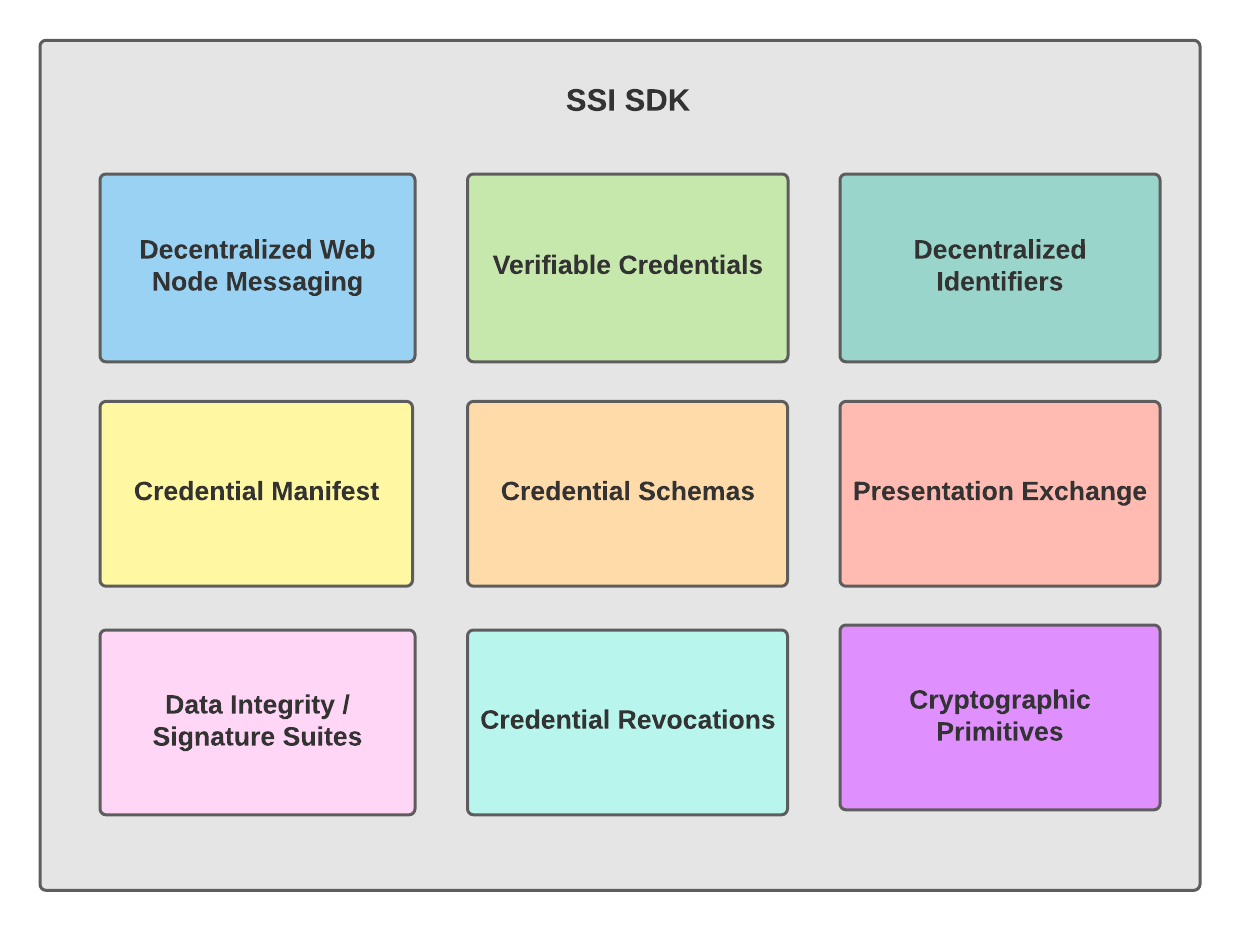 SSI SDK
Decentralized Web
Node Messaging
Verifiable Credentials
Decentralized
Identifiers
Credential Manifest
Credential Schemas
Presentation Exchange
Data Integrity /
Signature Suites
Credential Revocations
Cryptographic
Primitives